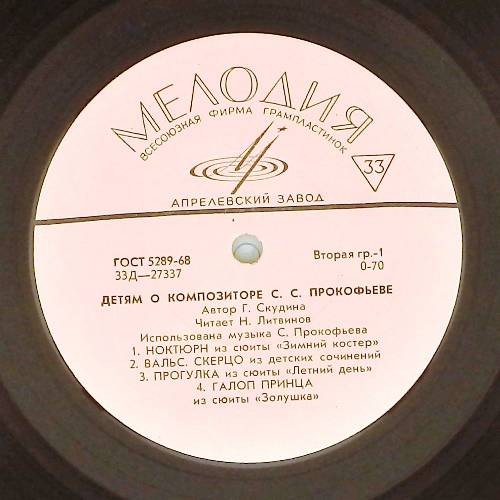 МЕЛОДИЯ
ВСЕСОЮЗНАЯ ФИРМА ГРАМПЛАСТИНОК
33
АПРЕЛЕВСКИЙ ЗАВОД
ГОСТ 5289-68 Вторая гр.-1
33Д—27337 0-70
ДЕТЯМ О КОМПОЗИТОРЕ С. С. ПРОКОФЬЕВЕ
Автор Г. Скудина
Читает Н. Литвинов
Использована музыка С. Прокофьева
1. НОКТЮРН из сюиты «Зимний костер»
2. ВАЛЬС. СКЕРЦО из детских сочинений
3. ПРОГУЛКА из сюиты «Летний день»
4. ГАЛОП ПРИНЦА
из сюиты «Золушка»